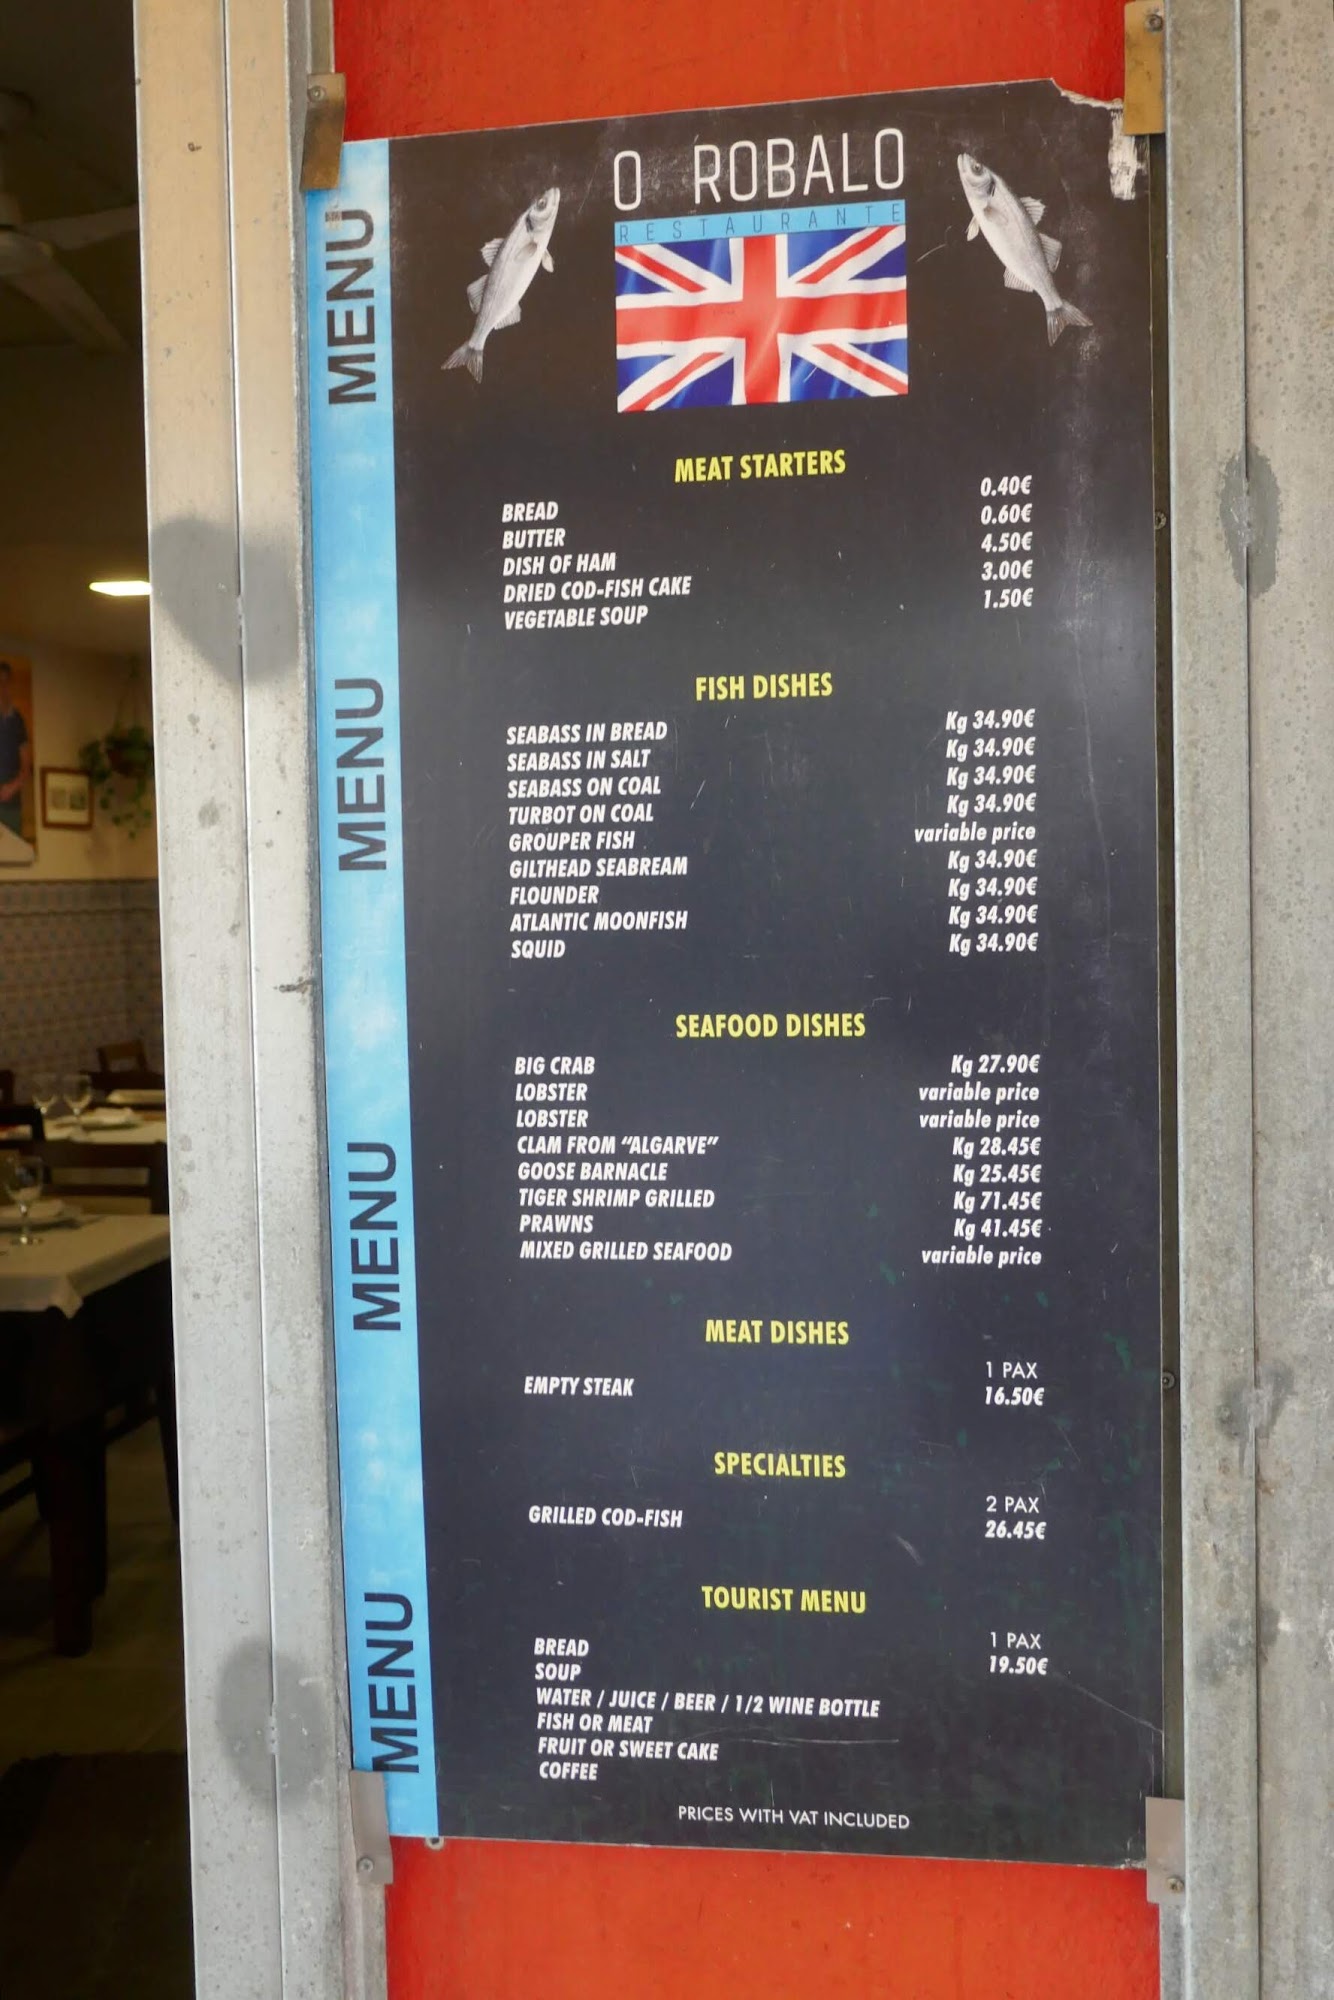 O ROBALO
RESTAURANTE
MENU
MENU
MENU
MENU
MEAT STARTERS
BREAD 0.40€
BUTTER 0.60€
DISH OF HAM 4.50€
DRIED COD-FISH CAKE 3.00€
VEGETABLE SOUP 1.50€
FISH DISHES
SEABASS IN BREAD Kg 34.90€
SEABASS IN SALT Kg 34.90€
SEABASS ON COAL Kg 34.90€
TURBOT ON COAL Kg 34.90€
GROUPER FISH variable price
GILTHEAD SEABREAM Kg 34.90€
FLOUNDER Kg 34.90€
ATLANTIC MOONFISH Kg 34.90€
SQUID Kg 34.90€
SEAFOOD DISHES
BIG CRAB Kg 27.90€
LOBSTER variable price
LOBSTER variable price
CLAM FROM “ALGARVE” Kg 28.45€
GOOSE BARNACLE Kg 25.45€
TIGER SHRIMP GRILLED Kg 71.45€
PRAWNS Kg 41.45€
MIXED GRILLED SEAFOOD variable price
MEAT DISHES
1 PAX
EMPTY STEAK 16.50€
SPECIALTIES
2 PAX
GRILLED COD-FISH 26.45€
TOURIST MENU
1 PAX
BREAD 19.50€
SOUP
WATER / JUICE / BEER / 1/2 WINE BOTTLE
FISH OR MEAT
FRUIT OR SWEET CAKE
COFFEE
PRICES WITH VAT INCLUDED